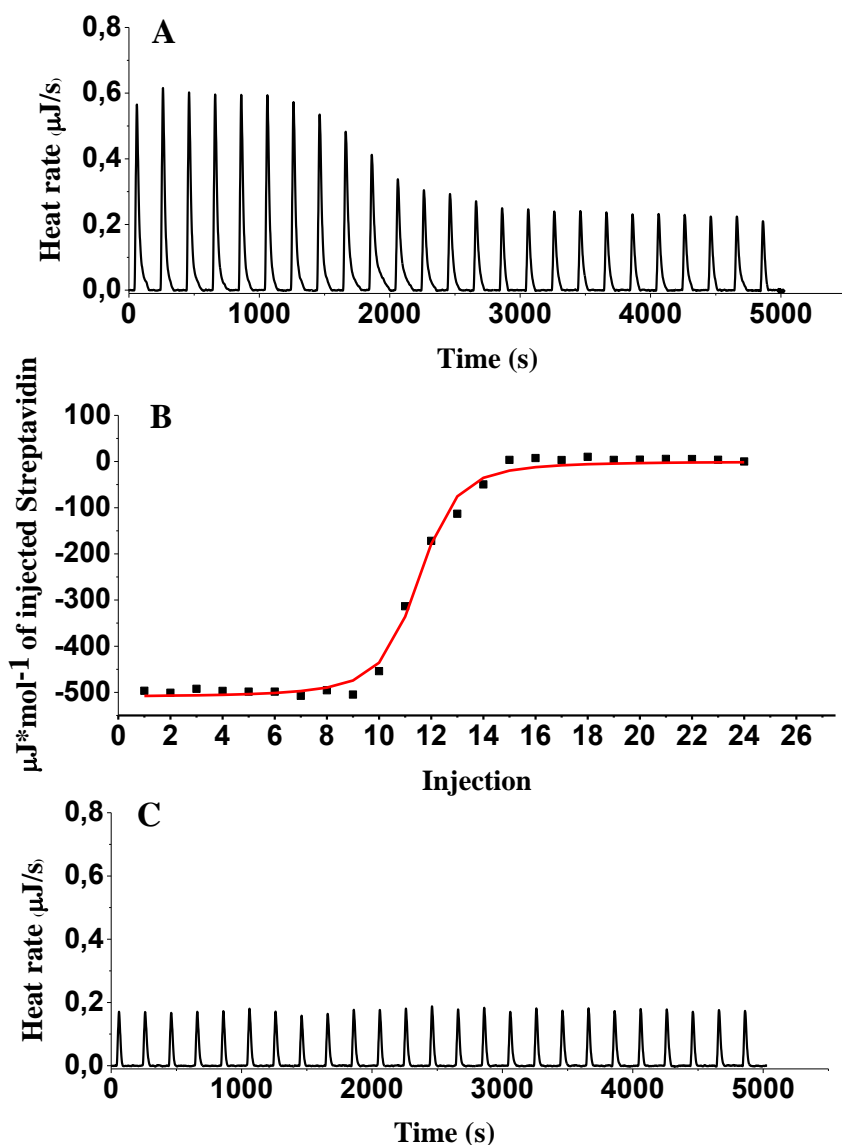 A
0,8
0,6
0,4
0,2
0,0
Heat rate (µJ/s)
0 1000 2000 3000 4000 5000
Time (s)
B
100
0
-100
-200
-300
-400
-500
µJ*mol-1 of injected Streptavidin
0 2 4 6 8 10 12 14 16 18 20 22 24 26
Injection
C
0,8
0,6
0,4
0,2
0,0
Heat rate (µJ/s)
0 1000 2000 3000 4000 5000
Time (s)